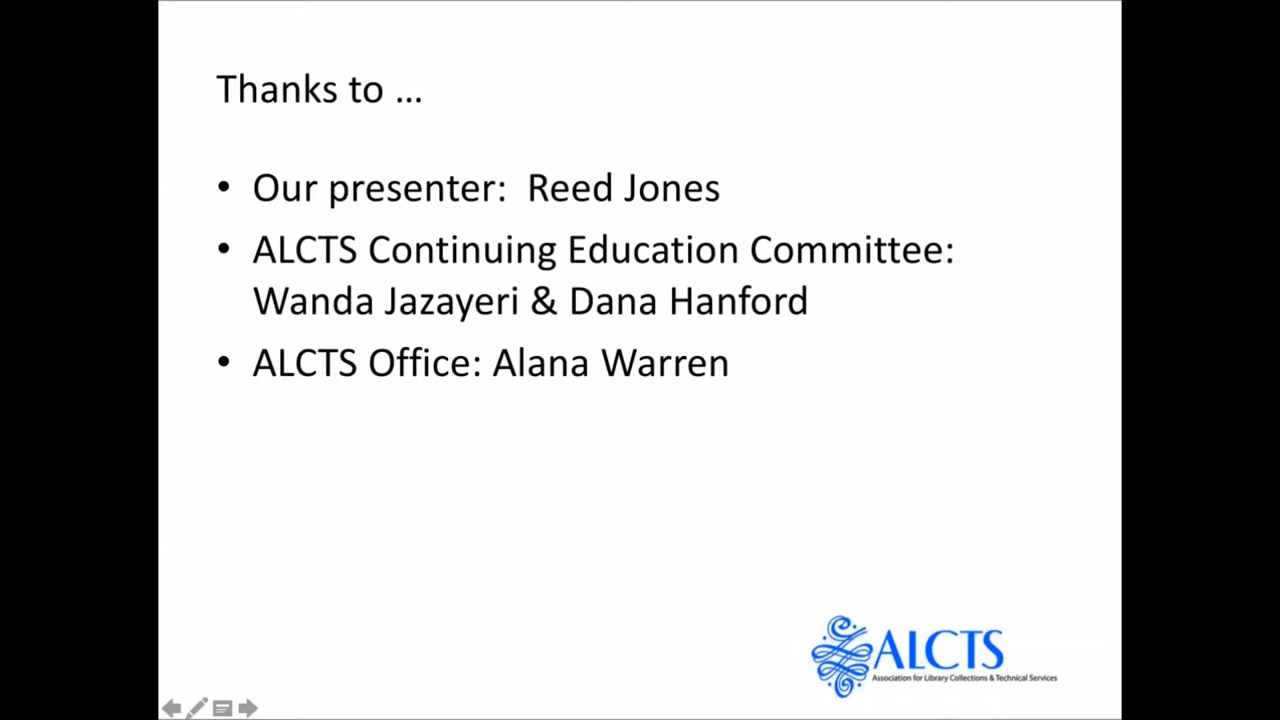 Thanks to ...
• Our presenter:  Reed Jones
• ALCTS Continuing Education Committee:
Wanda Jazayeri & Dana Hanford
• ALCTS Office: Alana Warren
ALCTS
Association for Library Collections & Technical Services